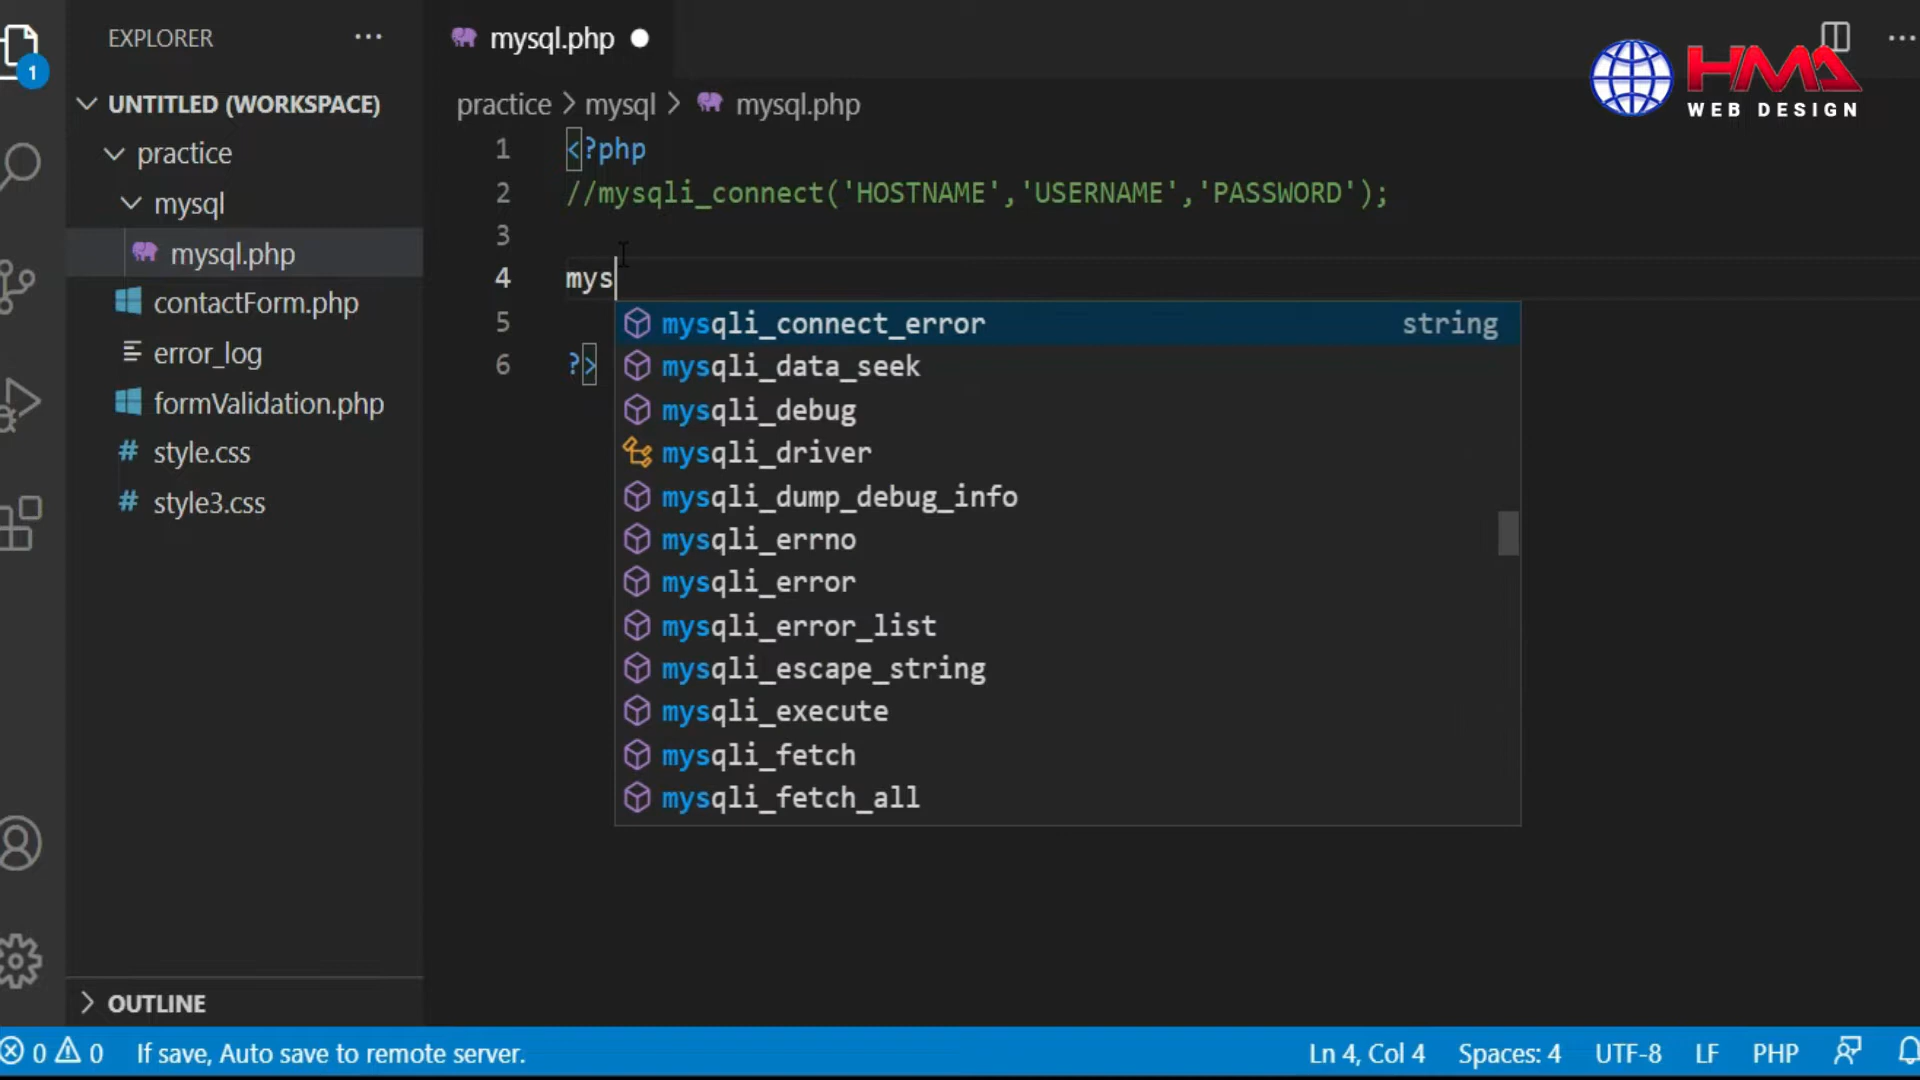 EXPLORER ...
mysql.php
HMA
WEB DESIGN
1
UNTITLED (WORKSPACE)
practice > mysql > mysql.php
practice
mysql
mysql.php
contactForm.php
error_log
formValidation.php
style.css
style3.css
1 <?php
2 //mysqli_connect('HOSTNAME','USERNAME','PASSWORD');
3
4 mys
5
6 ?>
mysqli_connect_error string
mysqli_data_seek
mysqli_debug
mysqli_driver
mysqli_dump_debug_info
mysqli_errno
mysqli_error
mysqli_error_list
mysqli_escape_string
mysqli_execute
mysqli_fetch
mysqli_fetch_all
OUTLINE
0 0 If save, Auto save to remote server. Ln 4, Col 4 Spaces: 4 UTF-8 LF PHP